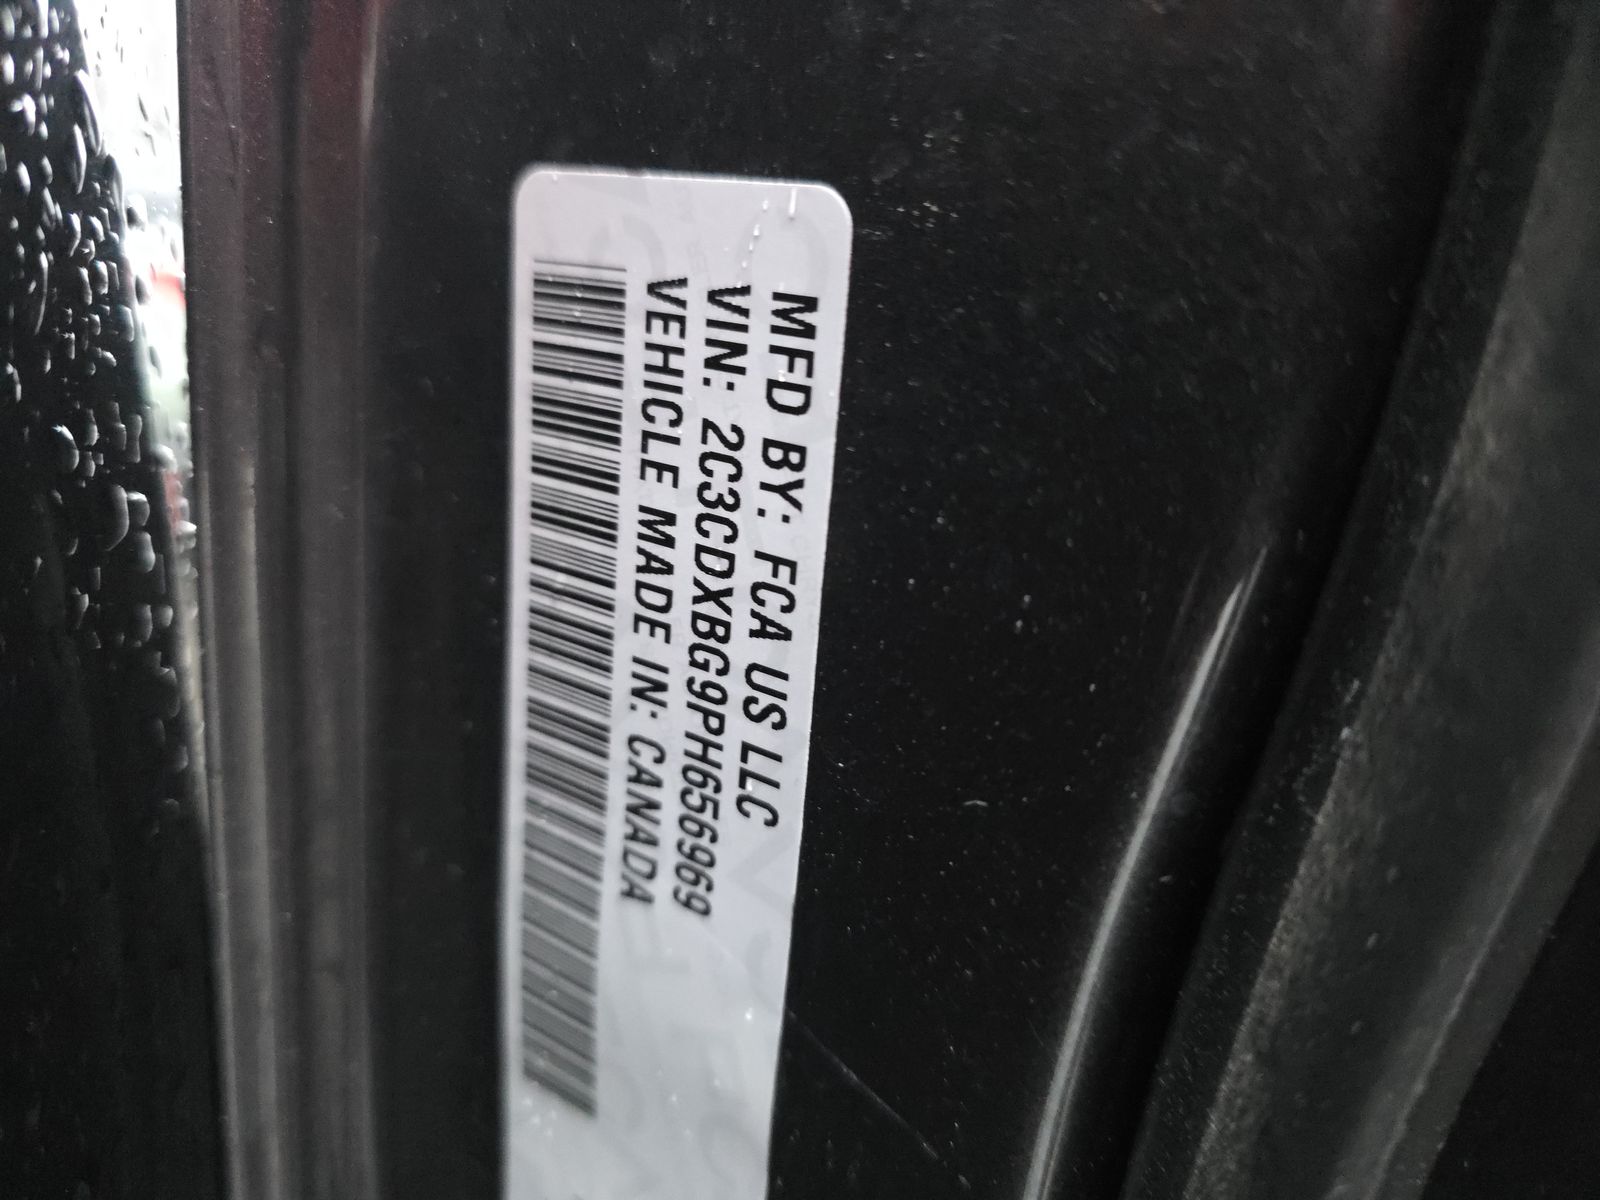 MFD BY: FCA US LLC
VIN: 2C3CDXBG9PH656969
VEHICLE MADE IN: CANADA